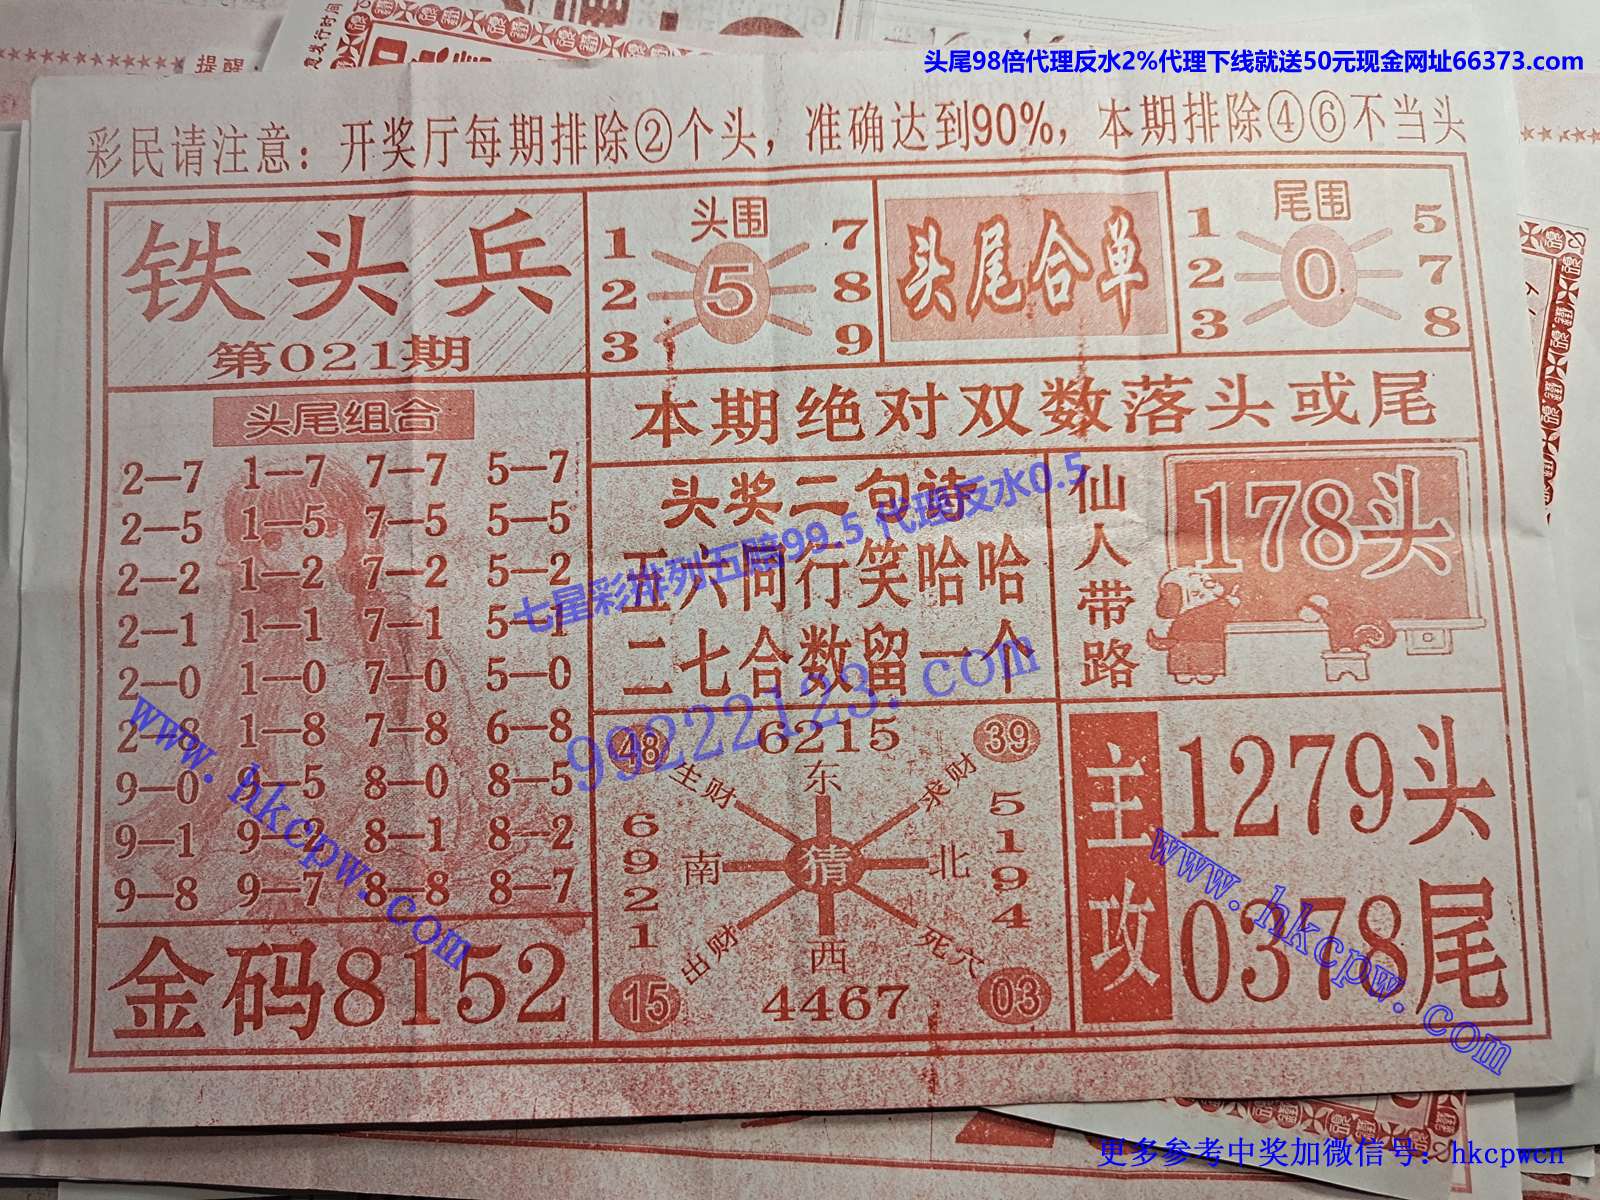 提醒
头尾98倍代理反水2%代理下线就送50元现金网址66373.com
彩民请注意：开奖厅每期排除②个头，准确达到90%，本期排除④⑥不当头
铁头兵
第021期
头围
1 7
2 5 8
3 9
头尾合单
尾围
1 5
2 0 7
3 8
本期绝对双数落头或尾
头尾组合
2—7 1—7 7—7 5—7
2—5 1—5 7—5 5—5
2—2 1—2 7—2 5—2
2—1 1—1 7—1 5—1
2—0 1—0 7—0 5—0
2—8 1—8 7—8 6—8
9—0 9—5 8—0 8—5
9—1 9—2 8—1 8—2
9—8 9—7 8—8 8—7
金码8152
头奖二句诗
五六同行笑哈哈
二七合数留一个
仙人带路
178头
6215
48 39
生财 求财
东
6921
南 猜 北
5194
西
出财 死穴
15 03
4467
主攻
1279头
0378尾
七星彩排列五赔99.5 代理反水0.5
99222123.com
www.hkcpw.com
www.hkcpw.com
更多参考中奖加微信号：hkcpwcn